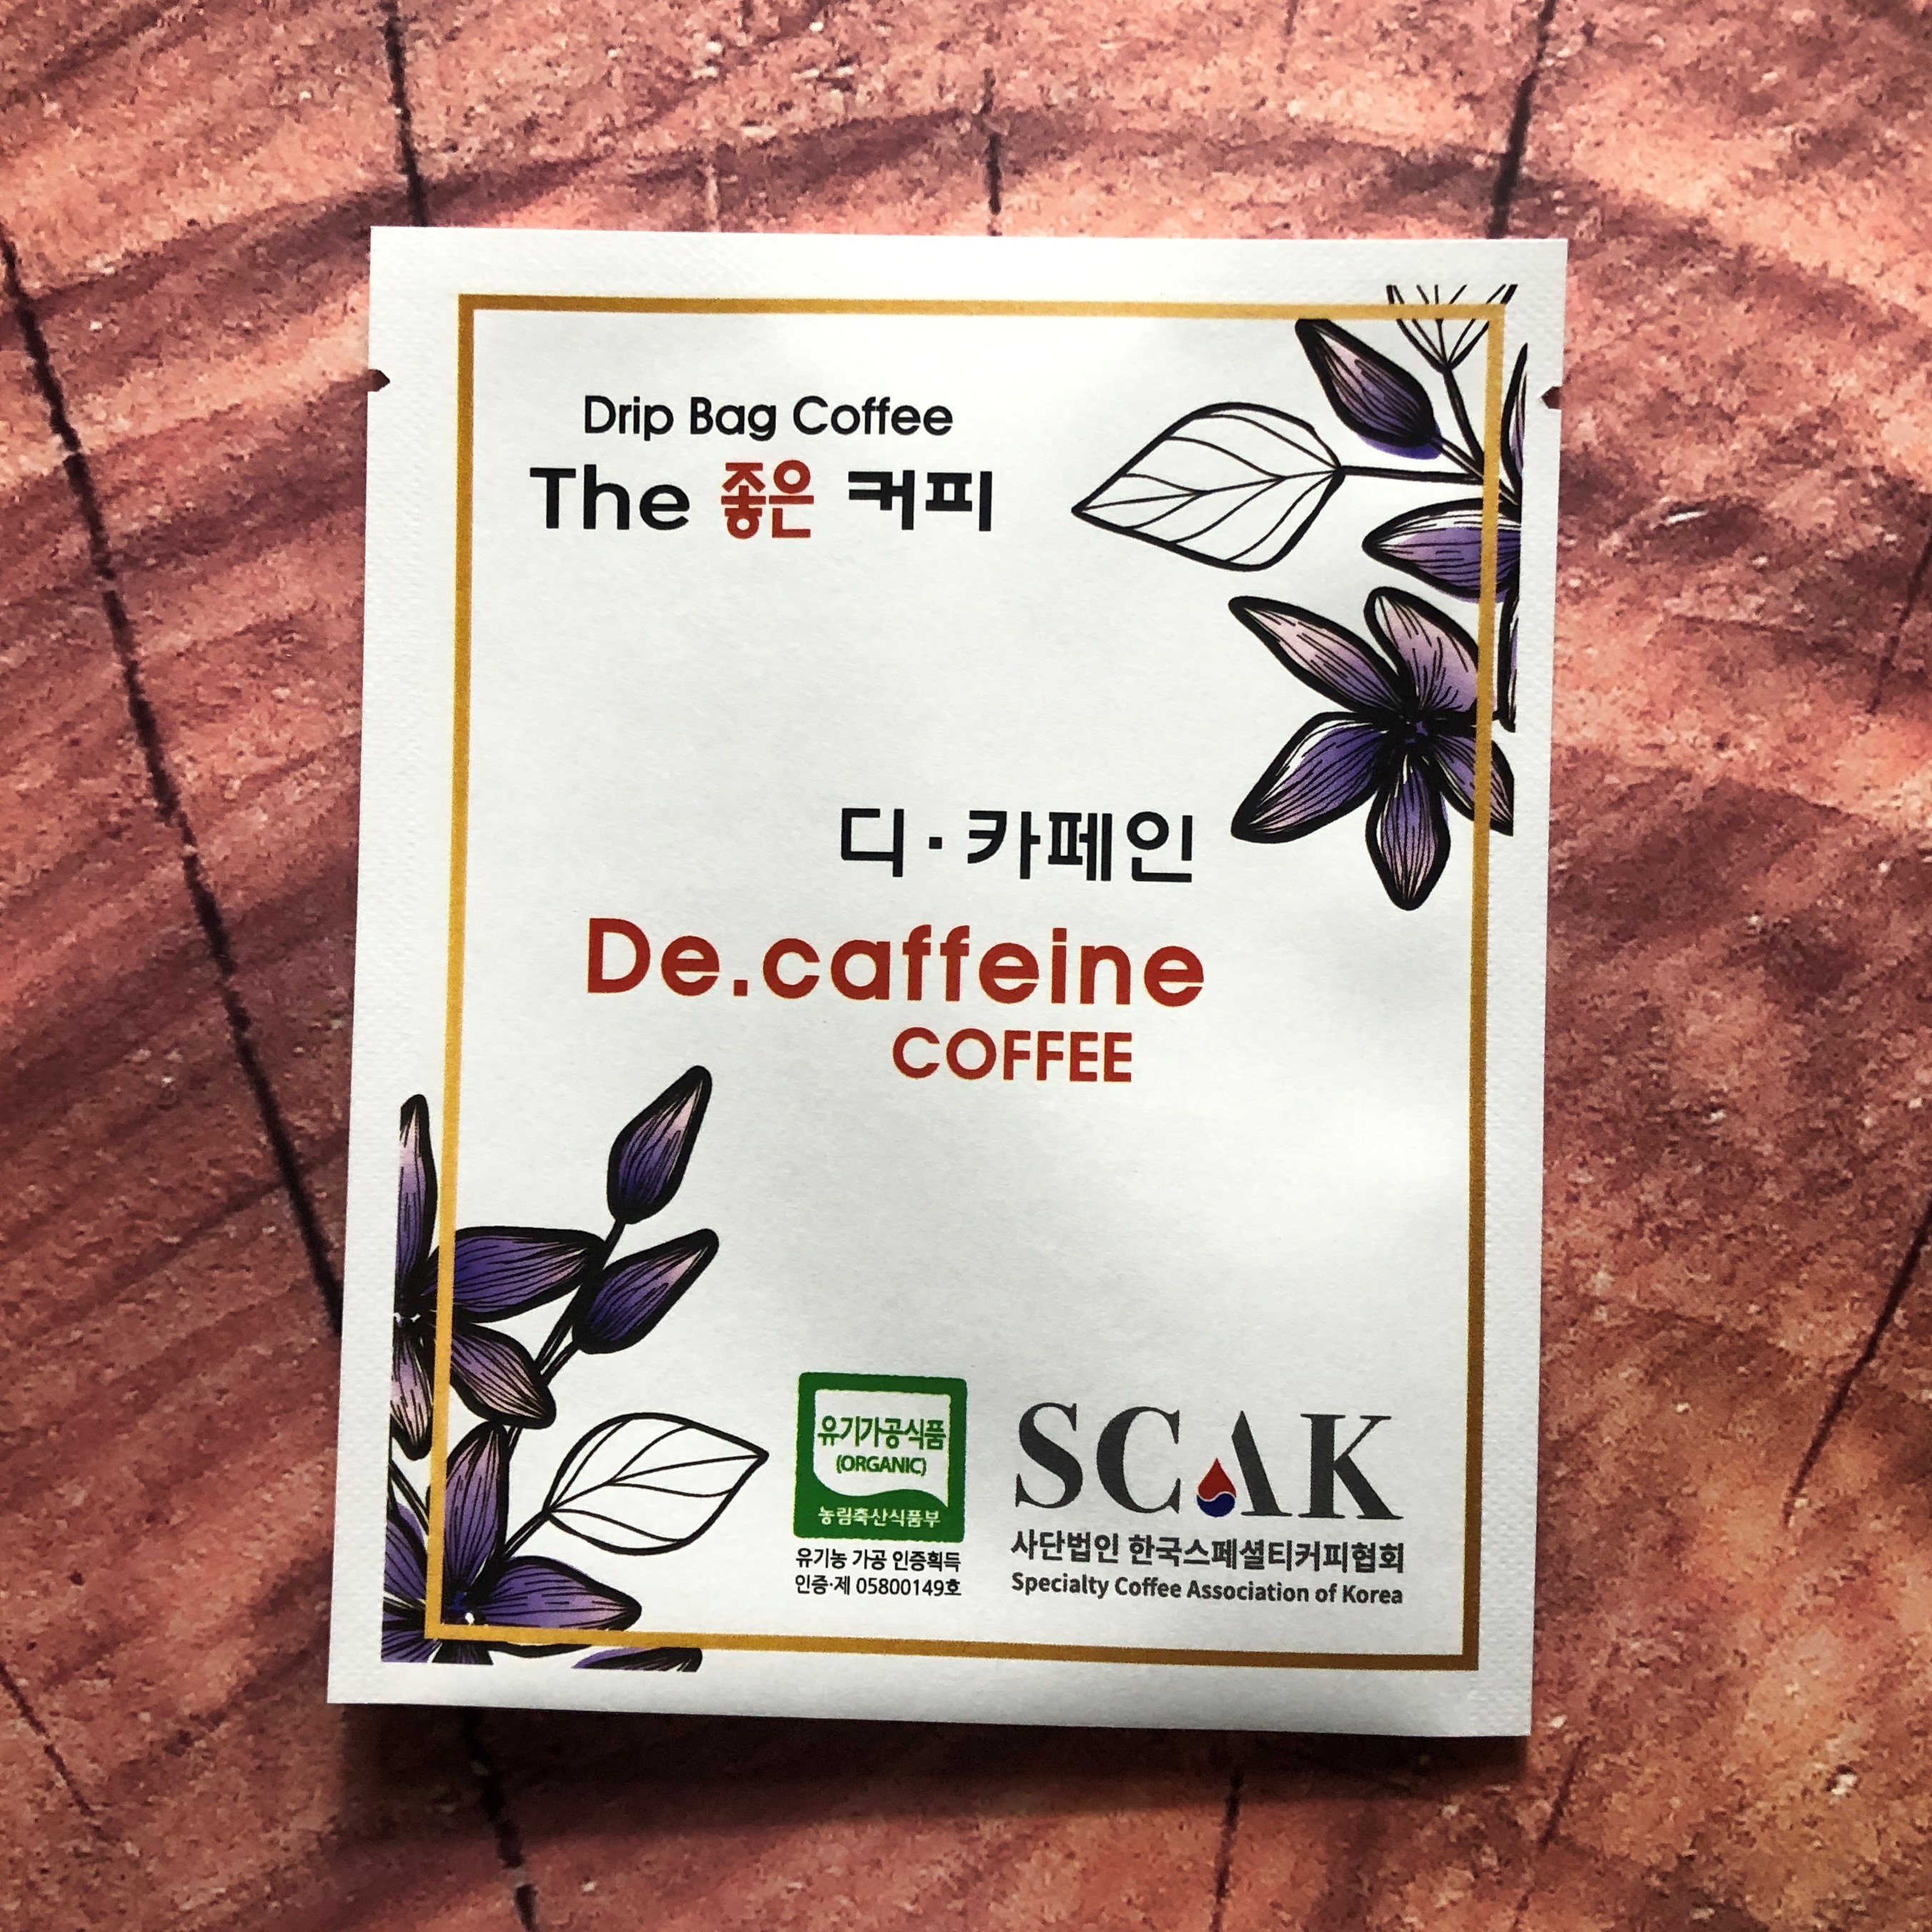 Drip Bag Coffee
The 좋은 커피
디·카페인
De.caffeine
COFFEE
유기가공식품
(ORGANIC)
농림축산식품부
유기농 가공 인증획득
인증·제 05800149호
SCAK
사단법인 한국스페셜티커피협회
Specialty Coffee Association of Korea